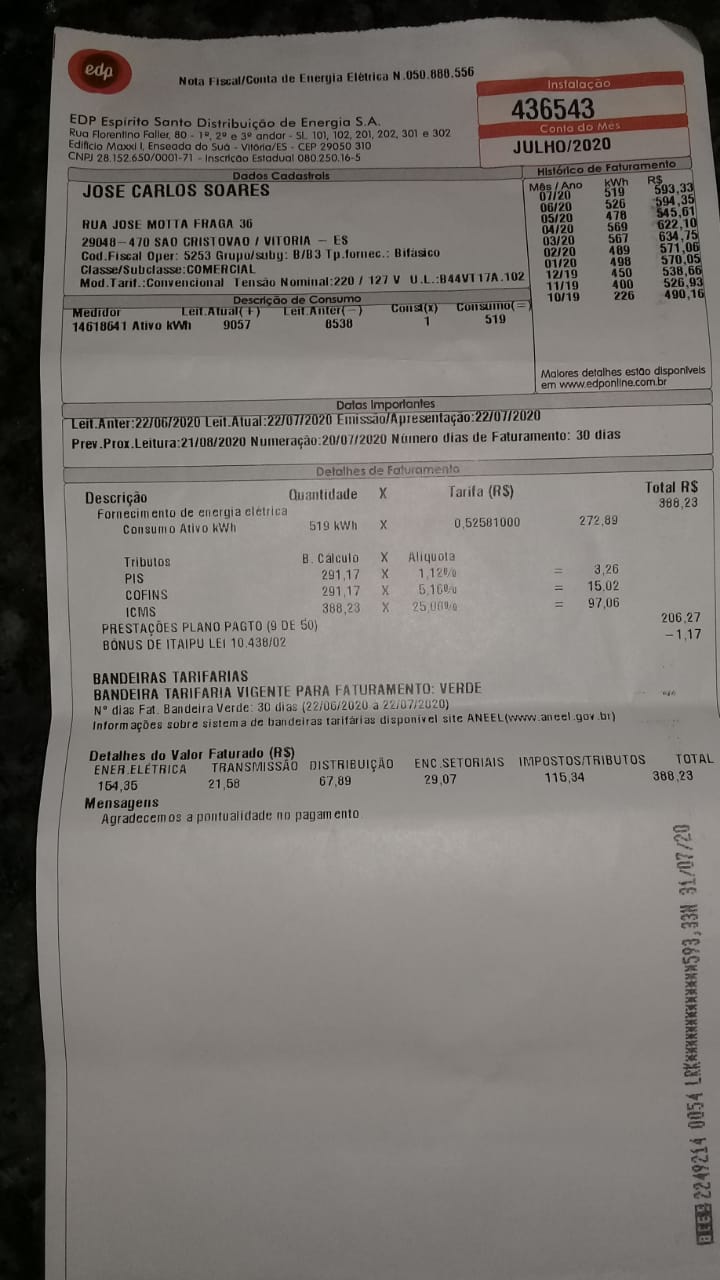 edp
Nota Fiscal/Conta de Energia Elétrica N.050.888.556
Instalação
436543
Conta do Mes
JULHO/2020
EDP Espírito Santo Distribuição de Energia S.A.
Rua Florentino Faller, 80 - 1º, 2º e 3º andar - SL 101, 102, 201, 202, 301 e 302
Edifício Maxxi I, Enseada do Suá - Vitória/ES - CEP 29050 310
CNPJ 28.152.650/0001-71 - Inscrição Estadual 080.250.16-5
Dados Cadastrais
JOSE CARLOS SOARES
RUA JOSE MOTTA FRAGA 36
29048-470 SAO CRISTOVAO / VITORIA - ES
Cod.Fiscal Oper: 5253 Grupo/subg: B/B3 Tp.fornec.: Bifásico
Classe/Subclasse:COMERCIAL
Mod.Tarif.:Convencional Tensão Nominal:220 / 127 V U.L.:B44VT17A.102
Histórico de Faturamento
Mês / Ano kWh R$
07/20 519 593,33
06/20 526 594,35
05/20 478 545,61
04/20 569 622,10
03/20 567 634,75
02/20 489 571,06
01/20 498 570,05
12/19 450 538,66
11/19 400 526,93
10/19 226 490,16
Maiores detalhes estão disponíveis
em www.edponline.com.br
Descrição de Consumo
Medidor Leit.Atual(+) Leit.Anter(-) Const(x) Consumo(=)
14618641 Ativo kWh 9057 8538 1 519
Datas Importantes
Leit.Anter:22/06/2020 Leit.Atual:22/07/2020 Emissão/Apresentação:22/07/2020
Prev.Prox.Leitura:21/08/2020 Numeração:20/07/2020 Número dias de Faturamento: 30 dias
Detalhes de Faturamento
Descrição Quantidade X Tarifa (R$) Total R$
Fornecimento de energia elétrica 388,23
Consumo Ativo kWh 519 kWh X 0,52581000 272,89
Tributos B. Cálculo X Aliquota
PIS 291,17 X 1,12% = 3,26
COFINS 291,17 X 5,16% = 15,02
ICMS 388,23 X 25,00% = 97,06
PRESTAÇÕES PLANO PAGTO (9 DE 50) 206,27
BÔNUS DE ITAIPU LEI 10.438/02 -1,17
BANDEIRAS TARIFARIAS
BANDEIRA TARIFARIA VIGENTE PARA FATURAMENTO: VERDE
Nº dias Fat. Bandeira Verde: 30 dias (22/06/2020 a 22/07/2020)
Informações sobre sistema de bandeiras tarifárias disponível site ANEEL(www.aneel.gov.br)
Detalhes do Valor Faturado (R$)
ENER.ELÉTRICA TRANSMISSÃO DISTRIBUIÇÃO ENC.SETORIAIS IMPOSTOS/TRIBUTOS TOTAL
154,35 21,58 67,89 29,07 115,34 388,23
Mensagens
Agradecemos a pontualidade no pagamento
2249214 0054 593,33N 31/07/20